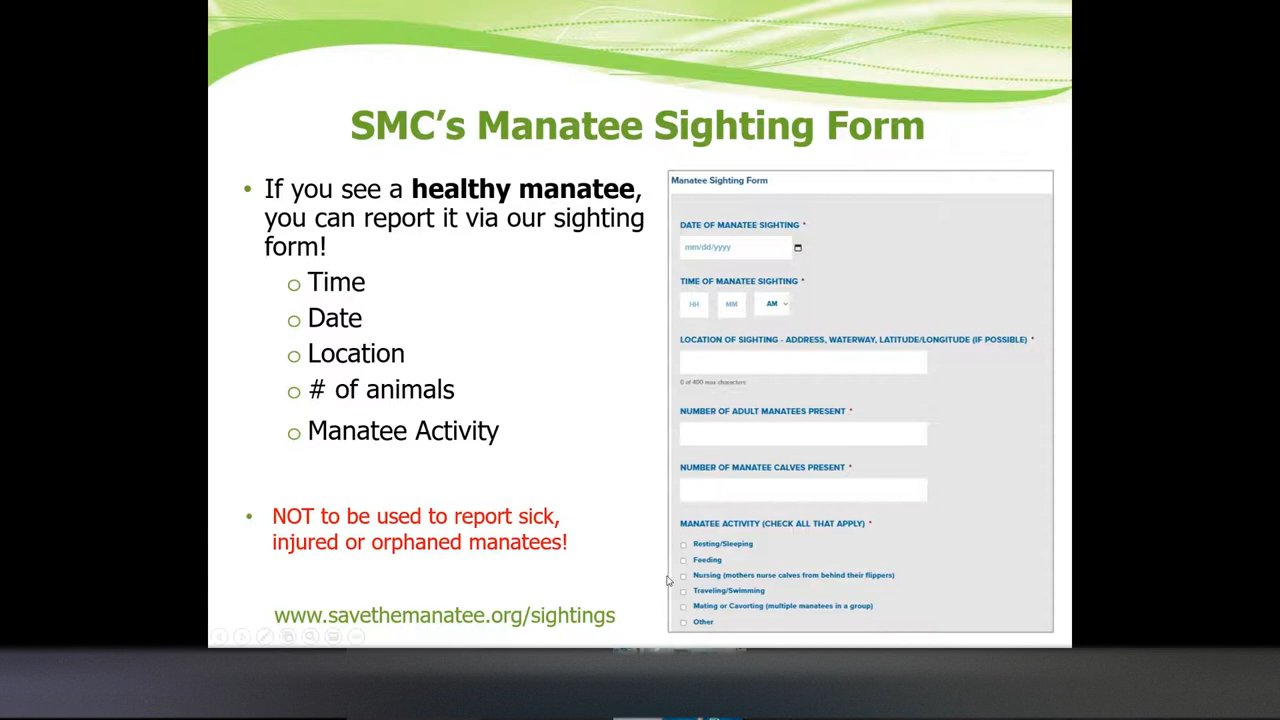 SMC's Manatee Sighting Form
• If you see a healthy manatee,
you can report it via our sighting
form!
o Time
o Date
o Location
o # of animals
o Manatee Activity
• NOT to be used to report sick,
injured or orphaned manatees!
www.savethemanatee.org/sightings
Manatee Sighting Form
DATE OF MANATEE SIGHTING *
mm/dd/yyyy
TIME OF MANATEE SIGHTING *
HH MM AM
LOCATION OF SIGHTING - ADDRESS, WATERWAY, LATITUDE/LONGITUDE (IF POSSIBLE) *
0 of 400 max characters
NUMBER OF ADULT MANATEES PRESENT *
NUMBER OF MANATEE CALVES PRESENT *
MANATEE ACTIVITY (CHECK ALL THAT APPLY) *
Resting/Sleeping
Feeding
Nursing (mothers nurse calves from behind their flippers)
Traveling/Swimming
Mating or Cavorting (multiple manatees in a group)
Other